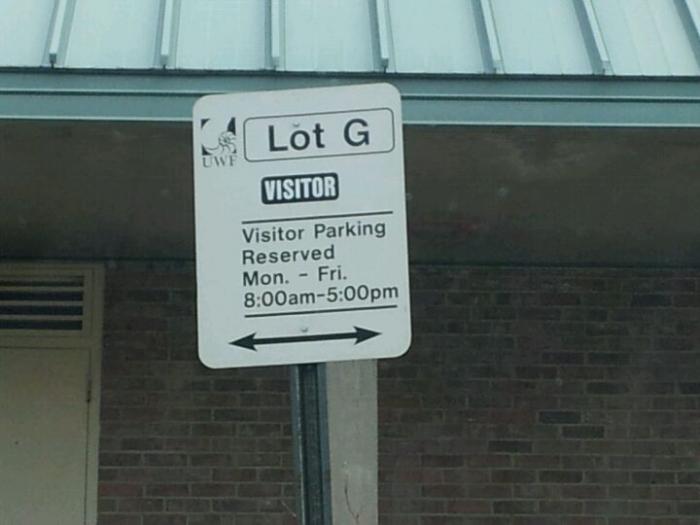 Lot G
UWF
VISITOR
Visitor Parking
Reserved
Mon. - Fri.
8:00am-5:00pm